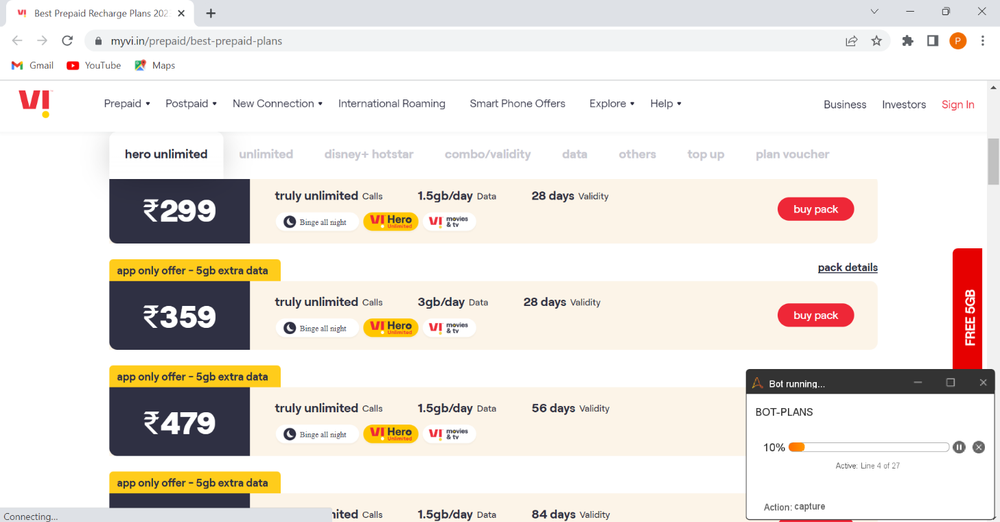 Best Prepaid Recharge Plans 202
myvi.in/prepaid/best-prepaid-plans
P
Gmail YouTube Maps
VI
Prepaid Postpaid New Connection International Roaming Smart Phone Offers Explore Help Business Investors Sign In
hero unlimited unlimited disney+ hotstar combo/validity data others top up plan voucher
₹299 truly unlimited Calls 1.5gb/day Data 28 days Validity buy pack
Binge all night VI Hero Unlimited VI movies & tv
app only offer - 5gb extra data pack details
₹359 truly unlimited Calls 3gb/day Data 28 days Validity buy pack
Binge all night VI Hero Unlimited VI movies & tv
FREE 5GB
app only offer - 5gb extra data
₹479 truly unlimited Calls 1.5gb/day Data 56 days Validity
Binge all night VI Hero Unlimited VI movies & tv
app only offer - 5gb extra data
ited Calls 1.5gb/day Data 84 days Validity
Bot running...
BOT-PLANS
10%
Active: Line 4 of 27
Action: capture
Connecting...